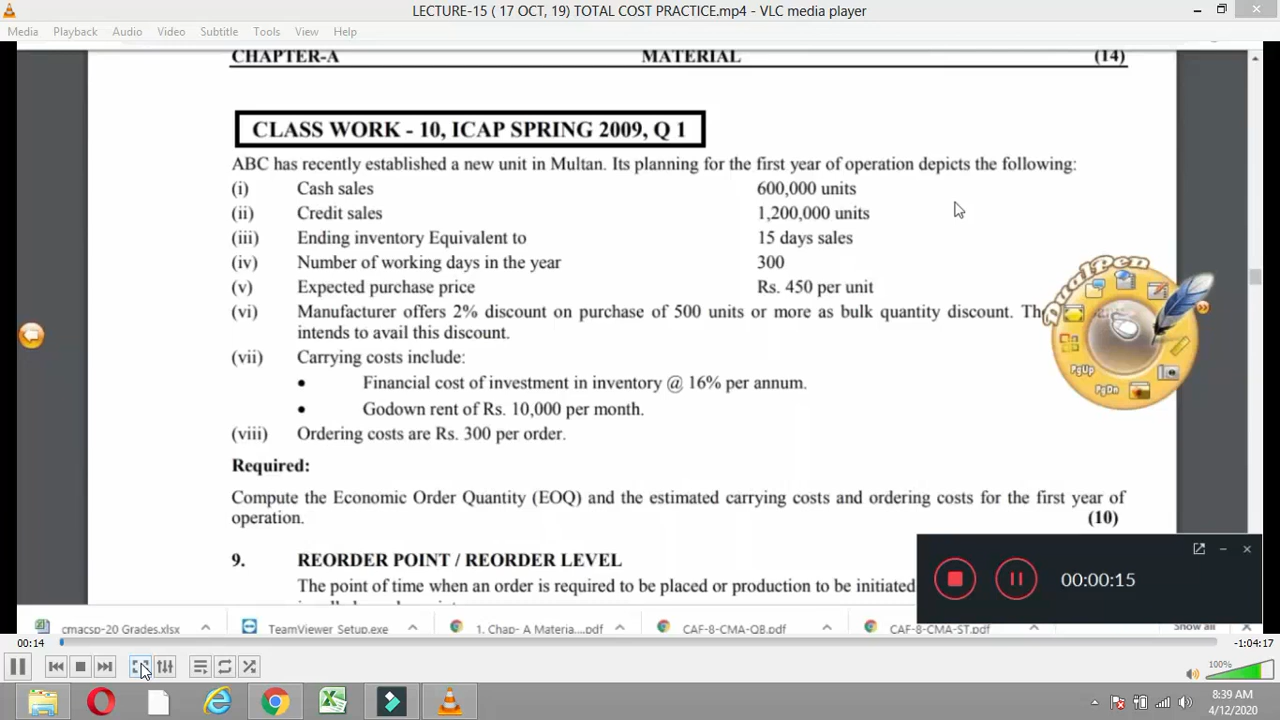 LECTURE-15 ( 17 OCT, 19) TOTAL COST PRACTICE.mp4 - VLC media player
Media Playback Audio Video Subtitle Tools View Help
CHAPTER-A MATERIAL (14)
CLASS WORK - 10, ICAP SPRING 2009, Q 1
ABC has recently established a new unit in Multan. Its planning for the first year of operation depicts the following:
(i) Cash sales 600,000 units
(ii) Credit sales 1,200,000 units
(iii) Ending inventory Equivalent to 15 days sales
(iv) Number of working days in the year 300
(v) Expected purchase price Rs. 450 per unit
(vi) Manufacturer offers 2% discount on purchase of 500 units or more as bulk quantity discount.
intends to avail this discount.
(vii) Carrying costs include:
• Financial cost of investment in inventory @ 16% per annum.
• Godown rent of Rs. 10,000 per month.
(viii) Ordering costs are Rs. 300 per order.
DualPen
PgUp
PgDn
Required:
Compute the Economic Order Quantity (EOQ) and the estimated carrying costs and ordering costs for the first year of
operation. (10)
9. REORDER POINT / REORDER LEVEL
The point of time when an order is required to be placed or production to be initiated
00:00:15
cmacsp-20 Grades.xlsx TeamViewer Setup.exe 1. Chap- A Materia....pdf CAF-8-CMA-QB.pdf CAF-8-CMA-ST.pdf Show all
00:14 -1:04:17
100%
8:39 AM
4/12/2020